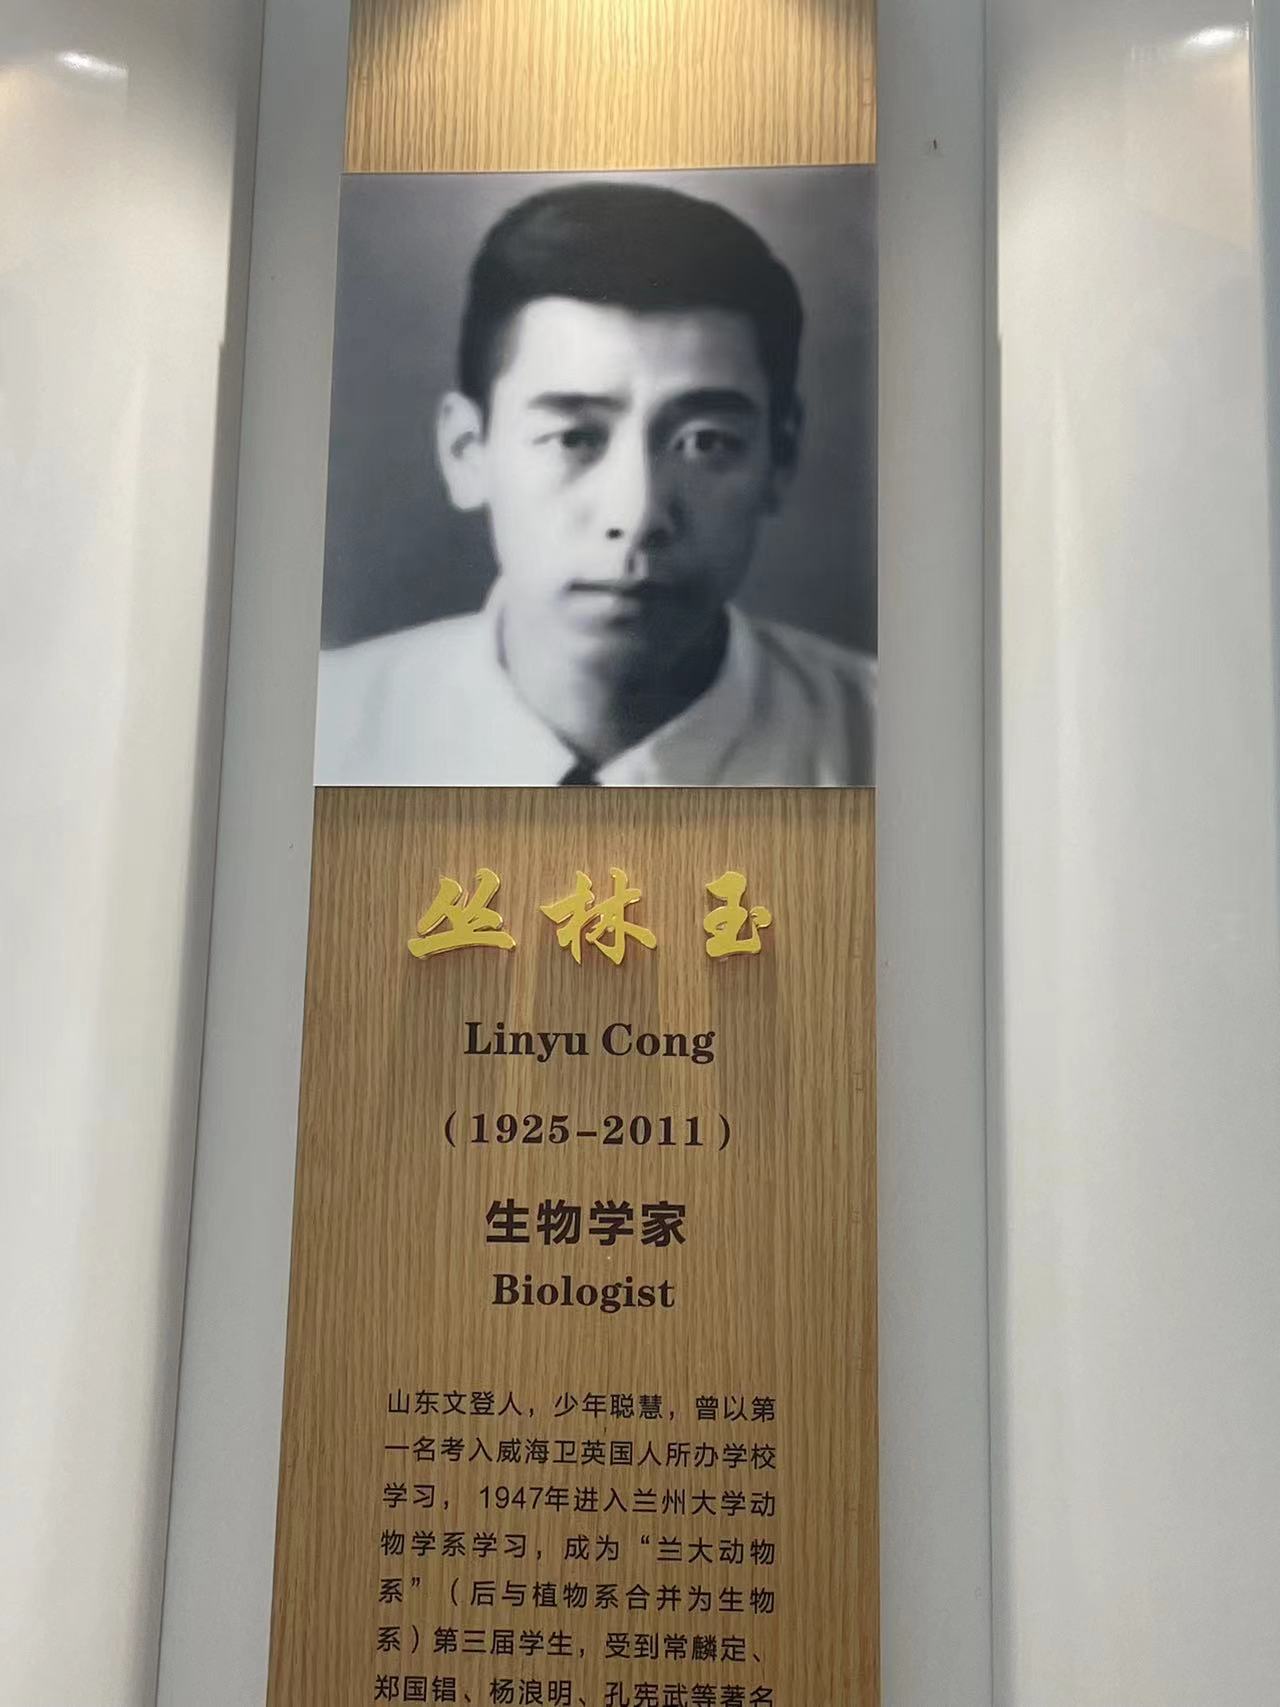 丛林玉
Linyu Cong
（1925-2011）
生物学家
Biologist
山东文登人，少年聪慧，曾以第
一名考入威海卫英国人所办学校
学习， 1947年进入兰州大学动
物学系学习，成为“兰大动物
系”（后与植物系合并为生物
系）第三届学生，受到常麟定、
郑国锠、杨浪明、孔宪武等著名